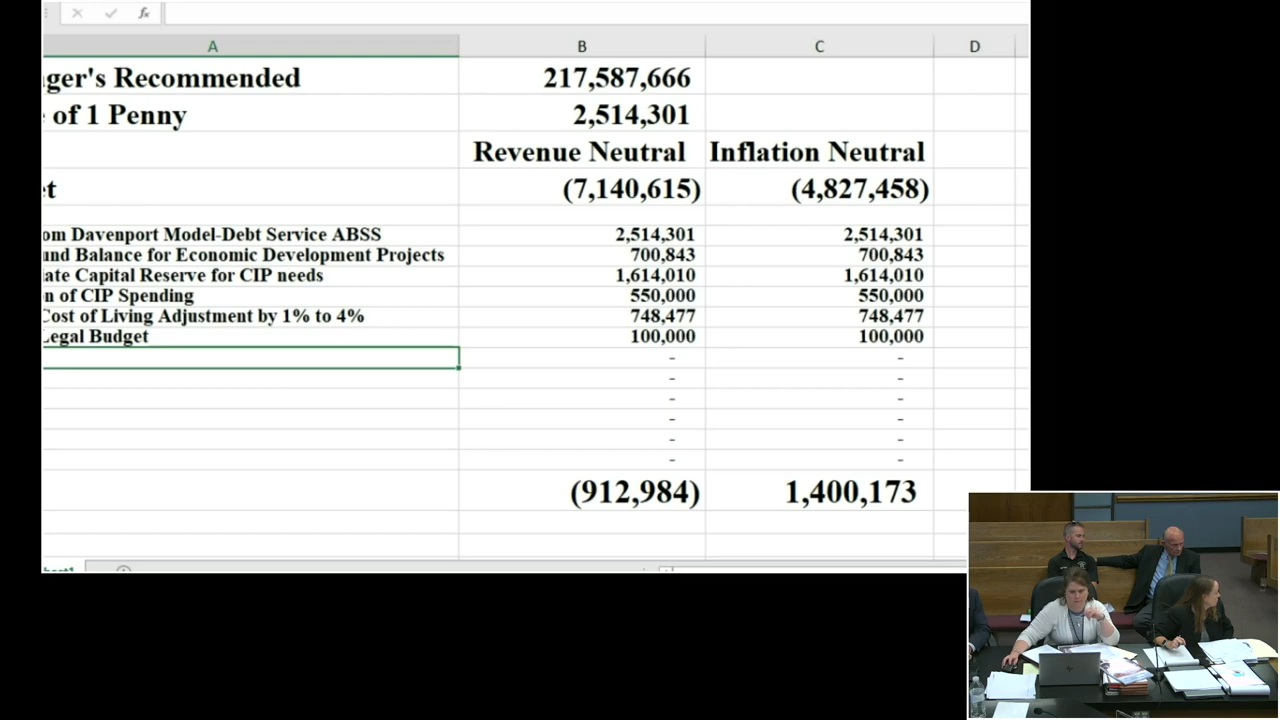 fx
A B C D
ger's Recommended 217,587,666
of 1 Penny 2,514,301
Revenue Neutral Inflation Neutral
et (7,140,615) (4,827,458)
om Davenport Model-Debt Service ABSS 2,514,301 2,514,301
und Balance for Economic Development Projects 700,843 700,843
ate Capital Reserve for CIP needs 1,614,010 1,614,010
n of CIP Spending 550,000 550,000
Cost of Living Adjustment by 1% to 4% 748,477 748,477
Legal Budget 100,000 100,000
- -
- -
- -
- -
- -
- -
(912,984) 1,400,173